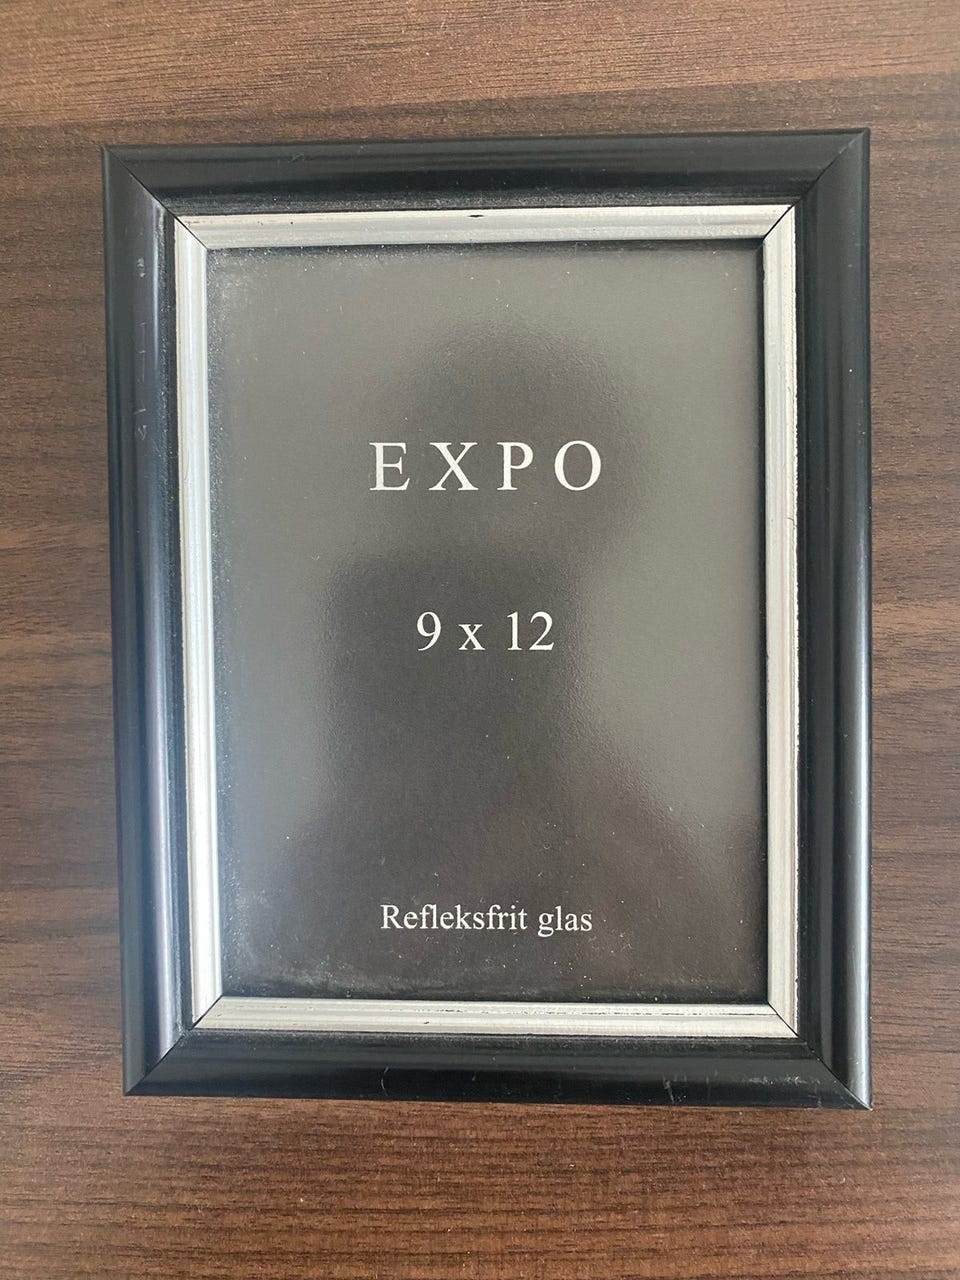 EXPO
9 x 12
Refleksfrit glas